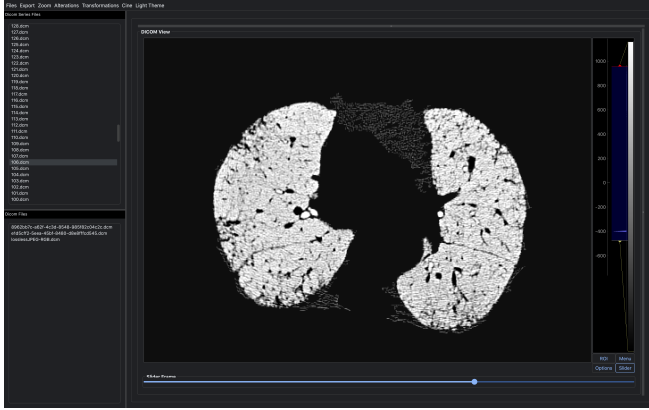 Files Export Zoom Alterations Transformations Cine Light Theme
Dicom Series Files
128.dcm
127.dcm
126.dcm
125.dcm
124.dcm
123.dcm
122.dcm
121.dcm
120.dcm
119.dcm
118.dcm
117.dcm
116.dcm
115.dcm
114.dcm
113.dcm
112.dcm
111.dcm
110.dcm
109.dcm
108.dcm
107.dcm
106.dcm
105.dcm
104.dcm
103.dcm
102.dcm
101.dcm
100.dcm
Dicom Files
losslessJPEG-RGB.dcm
DICOM View
1000
800
600
400
200
0
-200
-400
-600
ROI Menu
Options Slider
Slider Frame